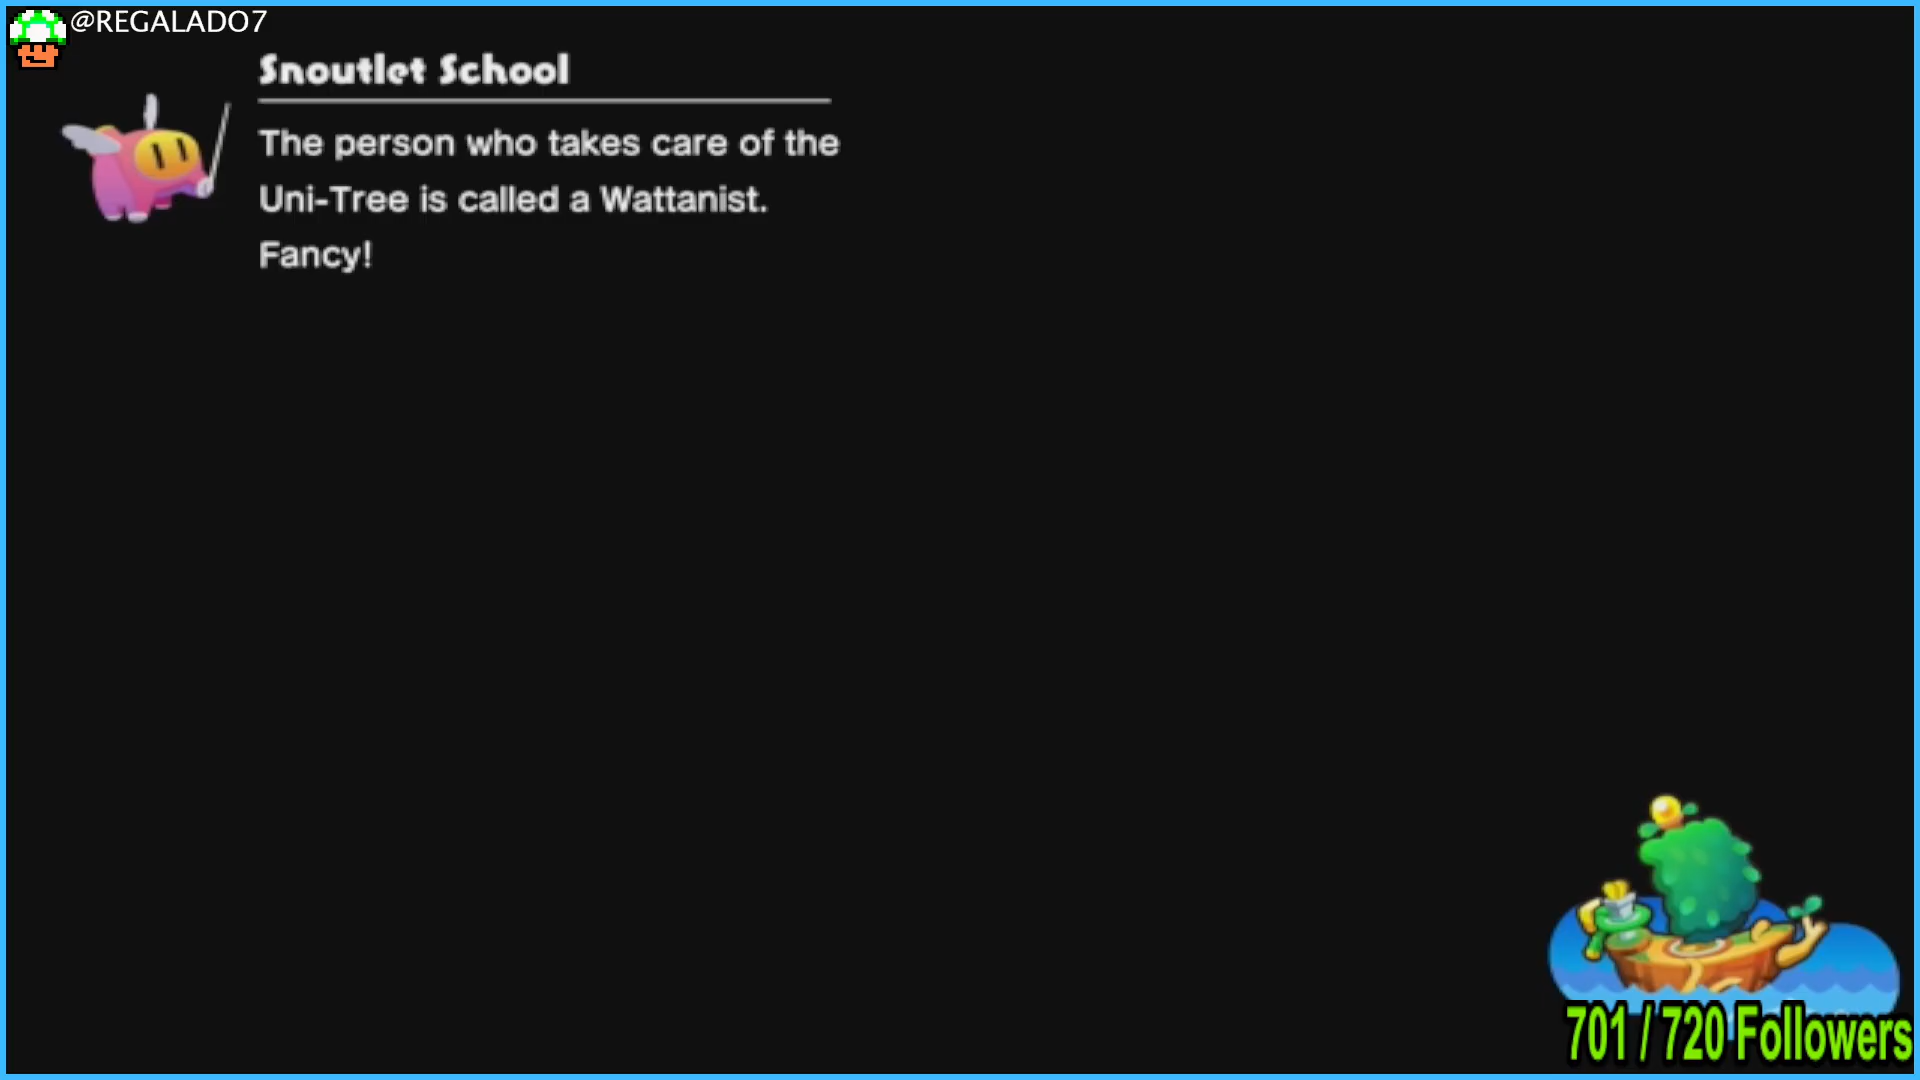 @REGALADO7
Snoutlet School
The person who takes care of the
Uni-Tree is called a Wattanist.
Fancy!
701 / 720 Followers